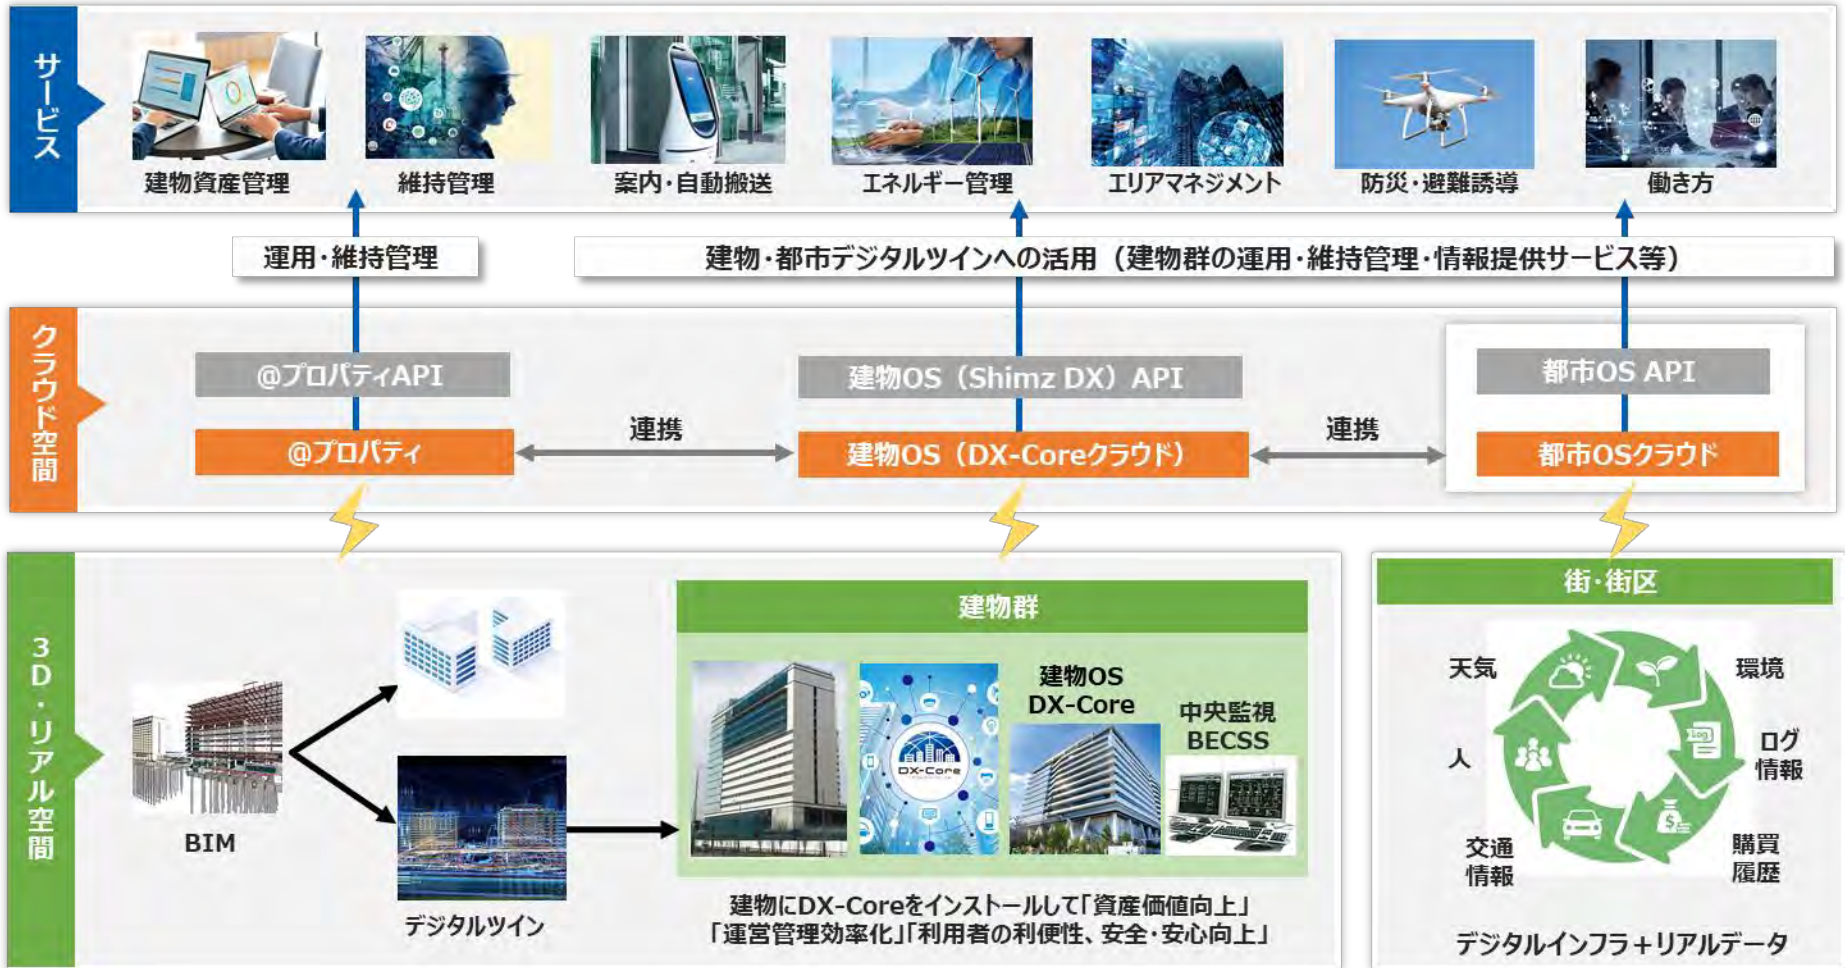 サービス
建物資産管理
維持管理
案内・自動搬送
エネルギー管理
エリアマネジメント
防災・避難誘導
働き方
運用・維持管理
建物・都市デジタルツインへの活用（建物群の運用・維持管理・情報提供サービス等）
クラウド空間
@プロパティAPI
建物OS（Shimz DX）API
都市OS API
@プロパティ
連携
建物OS（DX-Coreクラウド）
連携
都市OSクラウド
3D・リアル空間
BIM
デジタルツイン
建物群
建物OS
DX-Core
中央監視
BECSS
DX-Core
建物にDX-Coreをインストールして「資産価値向上」
「運営管理効率化」「利用者の利便性、安全・安心向上」
街・街区
天気
環境
人
Log
ログ
情報
交通
情報
購買
履歴
デジタルインフラ＋リアルデータ